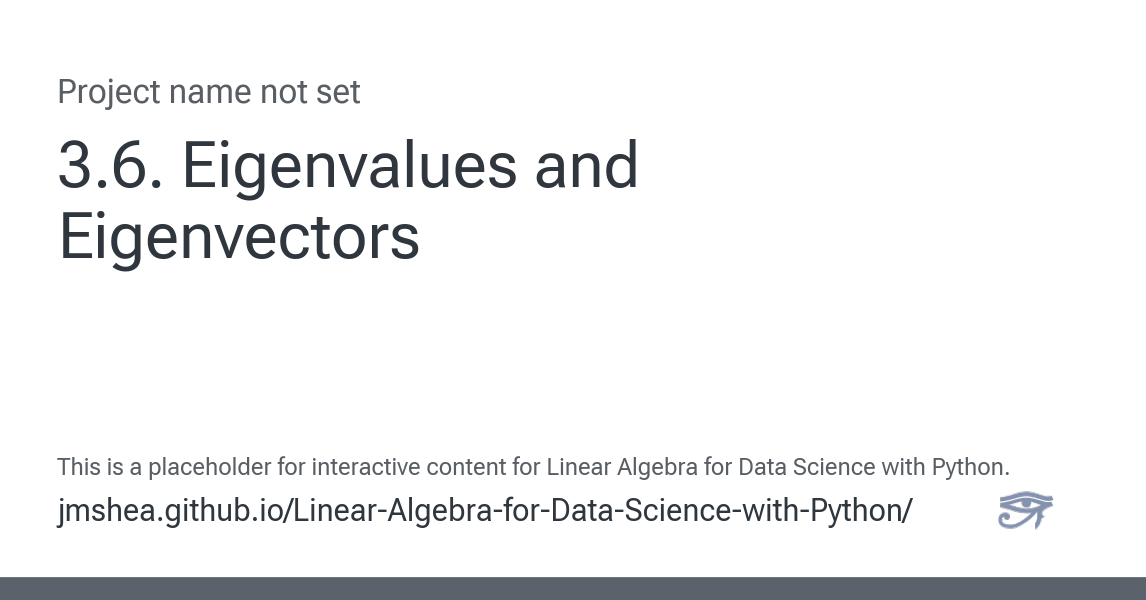 Project name not set
3.6. Eigenvalues and
Eigenvectors
This is a placeholder for interactive content for Linear Algebra for Data Science with Python.
jmshea.github.io/Linear-Algebra-for-Data-Science-with-Python/